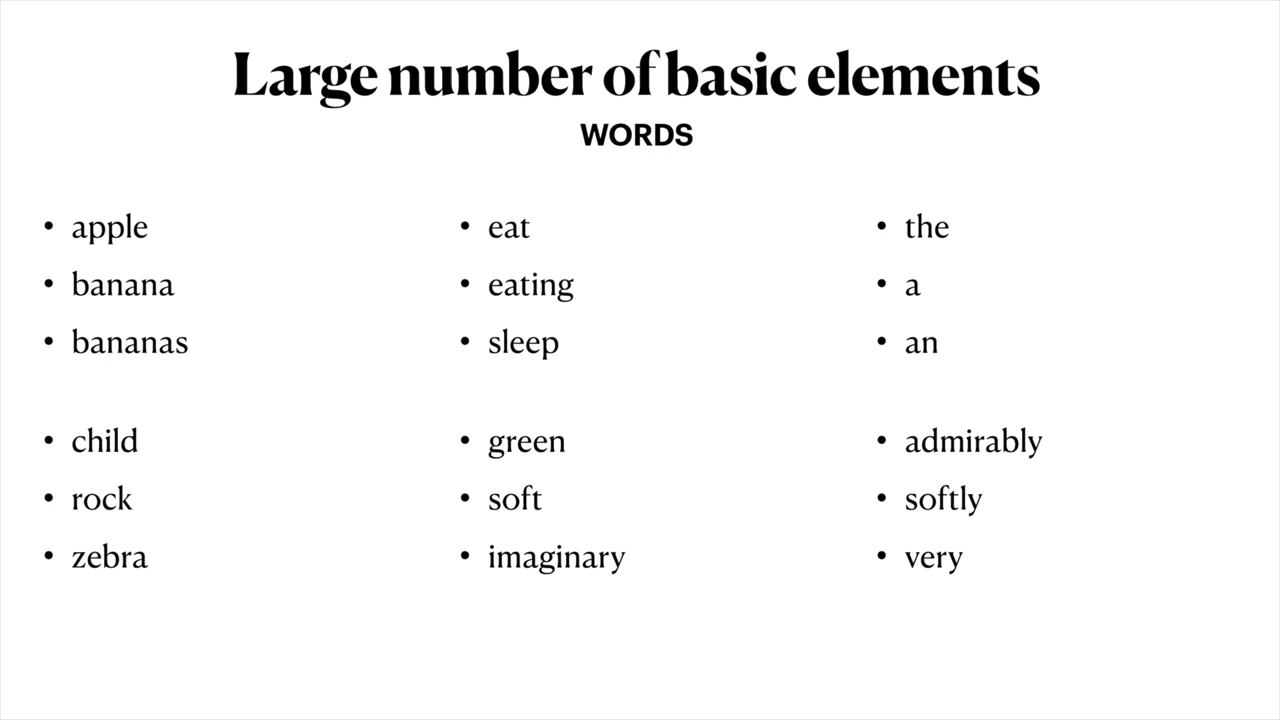 Large number of basic elements
WORDS
• apple
• banana
• bananas
• child
• rock
• zebra
• eat
• eating
• sleep
• green
• soft
• imaginary
• the
• a
• an
• admirably
• softly
• very